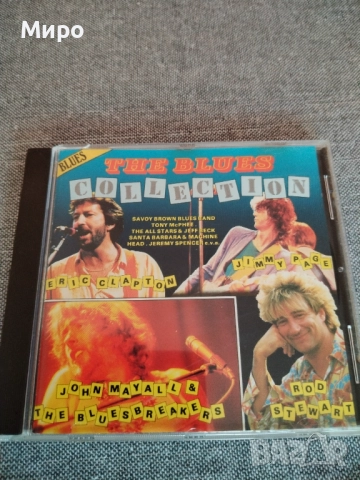 Миро
BLUES
THE BLUES
COLLECTION
SAVOY BROWN BLUES BAND
TONY McPHEE
THE ALL STARS & JEFF BECK
SANTA BARBARA & MACHINE
HEAD . JEREMY SPENCER e.v.a.
ERIC CLAPTON
JIMMY PAGE
JOHN MAYALL &
THE BLUESBREAKERS
ROD
STEWART
BAZAR